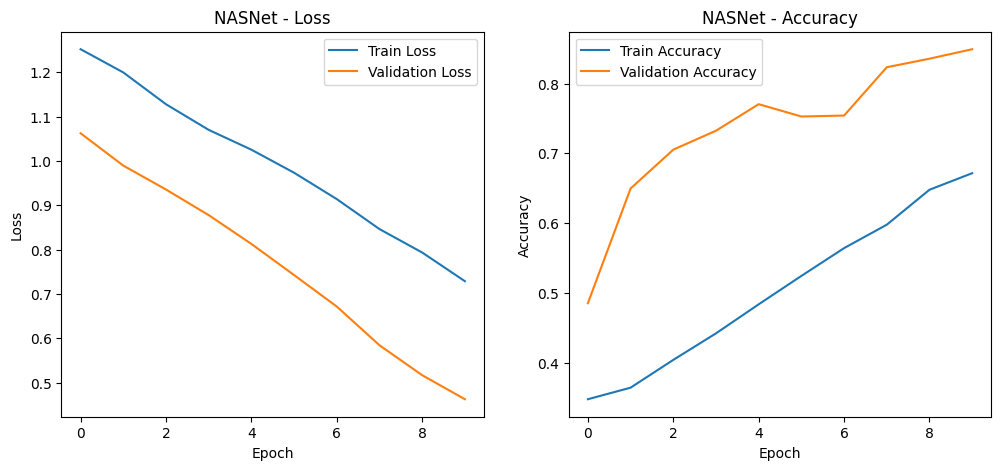 NASNet - Loss
Train Loss
Validation Loss
1.2
1.1
1.0
0.9
0.8
0.7
0.6
0.5
Loss
0 2 4 6 8
Epoch
NASNet - Accuracy
Train Accuracy
Validation Accuracy
0.8
0.7
0.6
0.5
0.4
Accuracy
0 2 4 6 8
Epoch